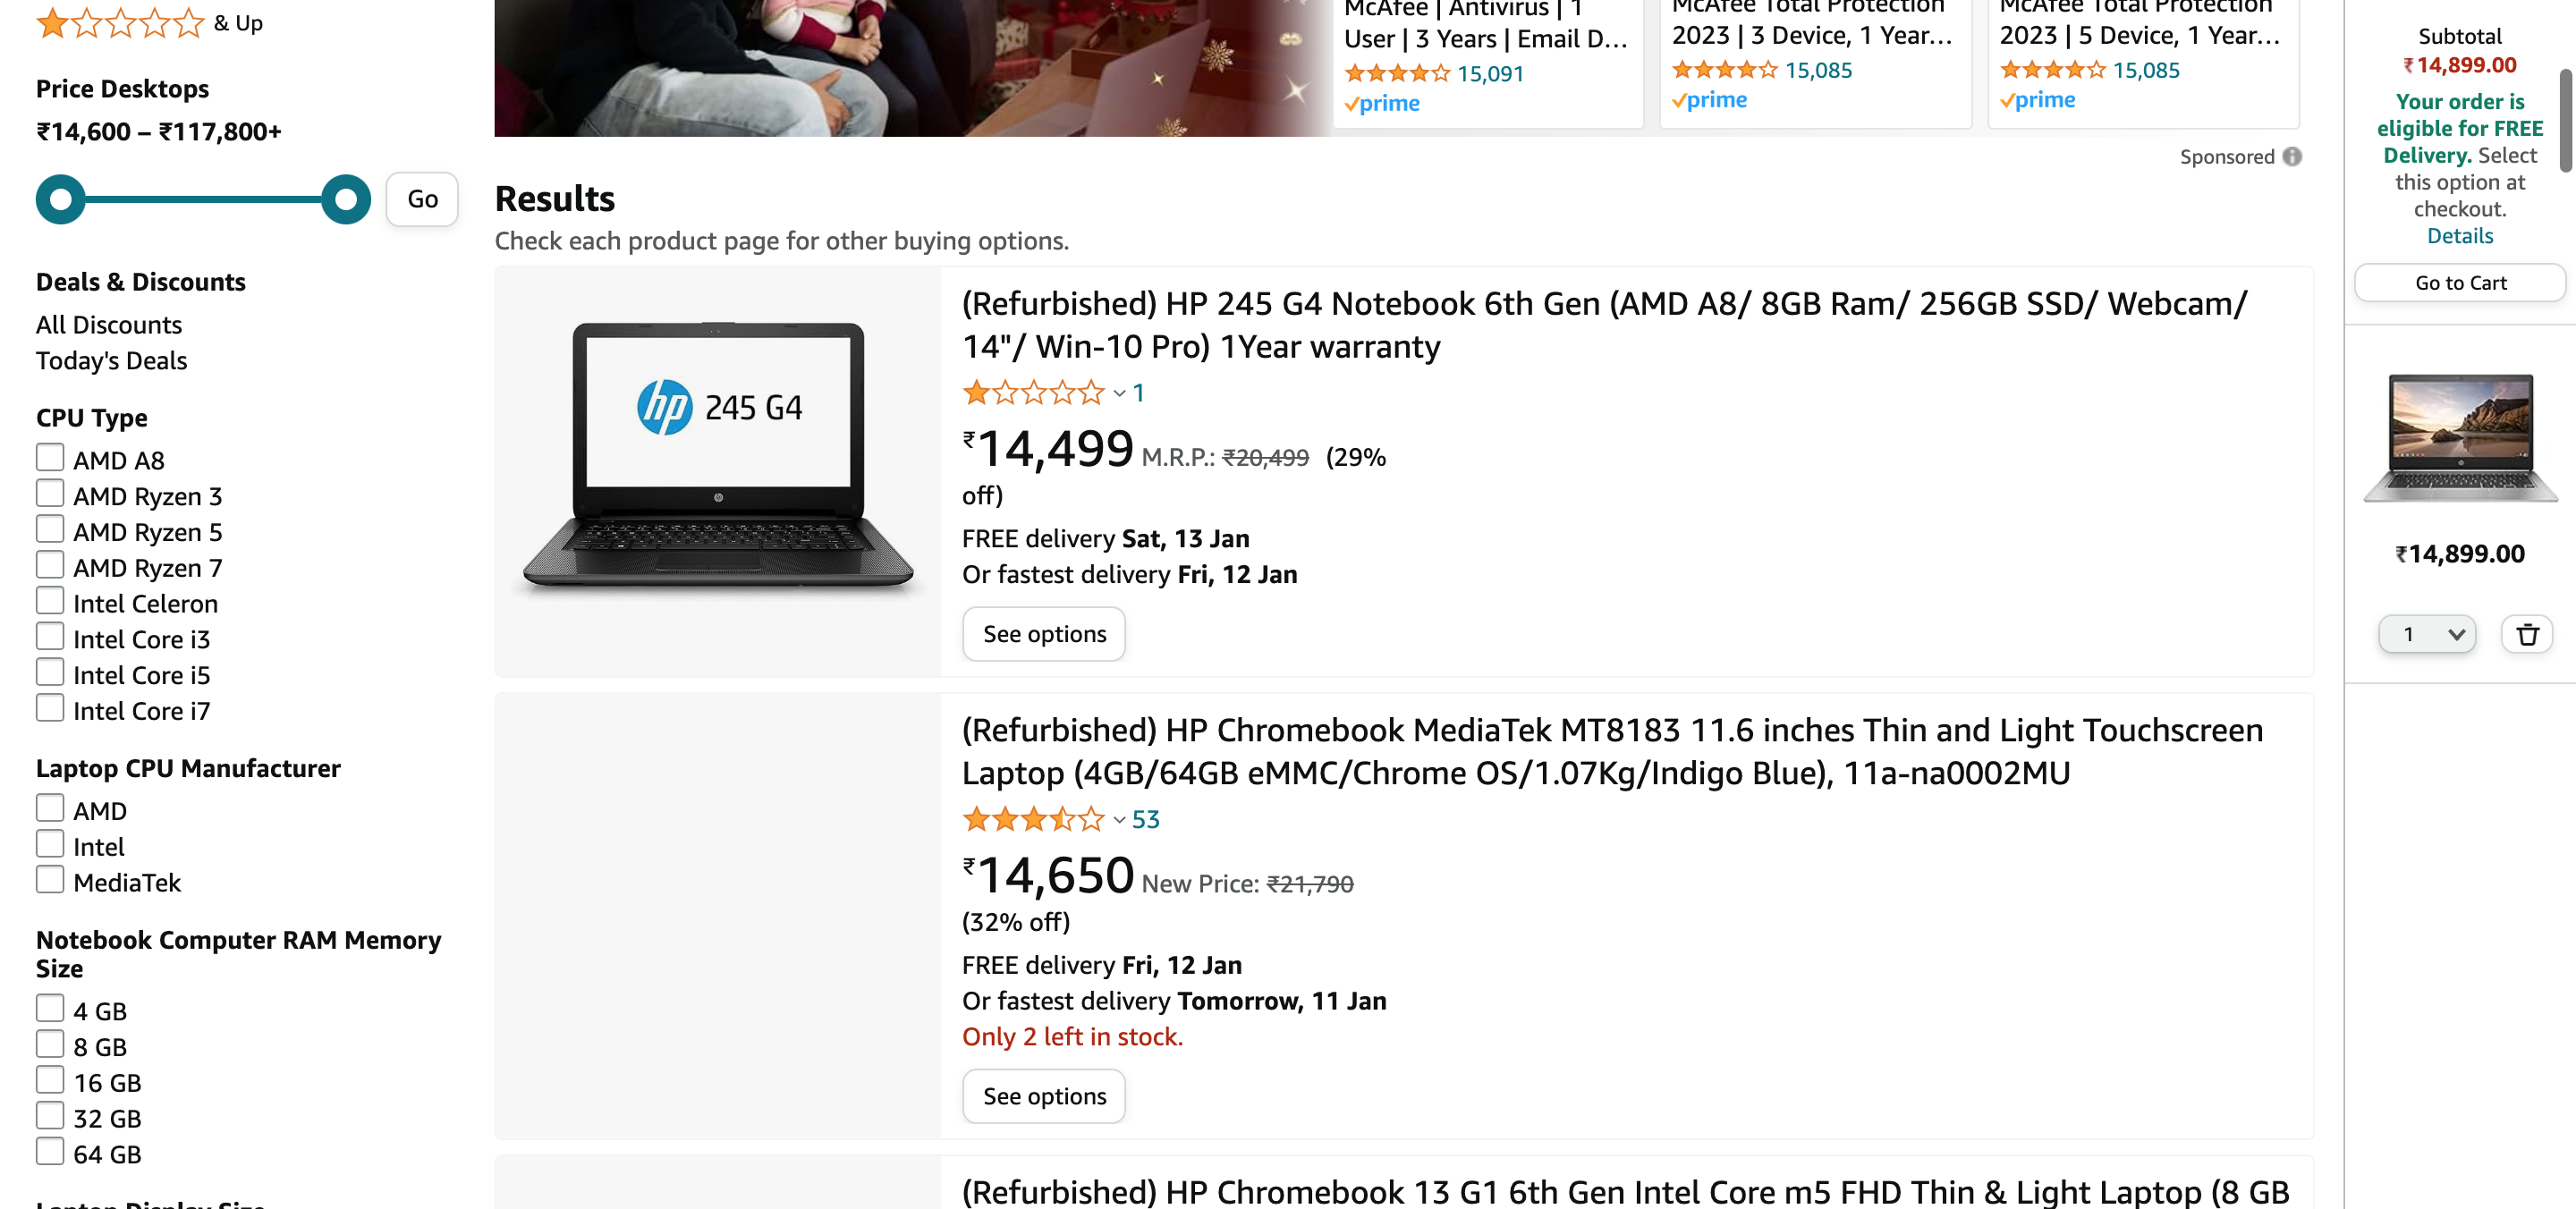 & Up
Price Desktops
₹14,600 – ₹117,800+
Go
Deals & Discounts
All Discounts
Today's Deals
CPU Type
AMD A8
AMD Ryzen 3
AMD Ryzen 5
AMD Ryzen 7
Intel Celeron
Intel Core i3
Intel Core i5
Intel Core i7
Laptop CPU Manufacturer
AMD
Intel
MediaTek
Notebook Computer RAM Memory
Size
4 GB
8 GB
16 GB
32 GB
64 GB
Laptop Display Size
McAfee | Antivirus | 1
User | 3 Years | Email D...
15,091
prime
McAfee Total Protection
2023 | 3 Device, 1 Year...
15,085
prime
McAfee Total Protection
2023 | 5 Device, 1 Year...
15,085
prime
Sponsored
Results
Check each product page for other buying options.
hp 245 G4
hp
(Refurbished) HP 245 G4 Notebook 6th Gen (AMD A8/ 8GB Ram/ 256GB SSD/ Webcam/
14"/ Win-10 Pro) 1Year warranty
1
₹14,499 M.R.P.: ₹20,499 (29%
off)
FREE delivery Sat, 13 Jan
Or fastest delivery Fri, 12 Jan
See options
(Refurbished) HP Chromebook MediaTek MT8183 11.6 inches Thin and Light Touchscreen
Laptop (4GB/64GB eMMC/Chrome OS/1.07Kg/Indigo Blue), 11a-na0002MU
53
₹14,650 New Price: ₹21,790
(32% off)
FREE delivery Fri, 12 Jan
Or fastest delivery Tomorrow, 11 Jan
Only 2 left in stock.
See options
(Refurbished) HP Chromebook 13 G1 6th Gen Intel Core m5 FHD Thin & Light Laptop (8 GB
Subtotal
₹14,899.00
Your order is
eligible for FREE
Delivery. Select
this option at
checkout.
Details
Go to Cart
₹14,899.00
1